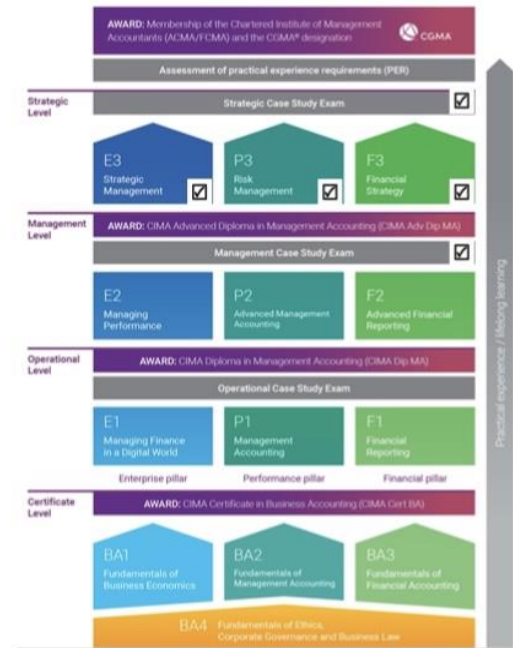 AWARD: Membership of the Chartered Institute of Management
Accountants (ACMA/FCMA) and the CGMA® designation
CGMA
Assessment of practical experience requirements (PER)
Strategic
Level
Strategic Case Study Exam
E3
Strategic
Management
P3
Risk
Management
F3
Financial
Strategy
Management
Level
AWARD: CIMA Advanced Diploma in Management Accounting (CIMA Adv Dip MA)
Management Case Study Exam
E2
Managing
Performance
P2
Advanced Management
Accounting
F2
Advanced Financial
Reporting
Operational
Level
AWARD: CIMA Diploma in Management Accounting (CIMA Dip MA)
Operational Case Study Exam
E1
Managing Finance
in a Digital World
P1
Management
Accounting
F1
Financial
Reporting
Enterprise pillar
Performance pillar
Financial pillar
Certificate
Level
AWARD: CIMA Certificate in Business Accounting (CIMA Cert BA)
BA1
Fundamentals of
Business Economics
BA2
Fundamentals of
Management Accounting
BA3
Fundamentals of
Financial Accounting
BA4
Fundamentals of Ethics,
Corporate Governance and Business Law
Practical experience / lifelong learning